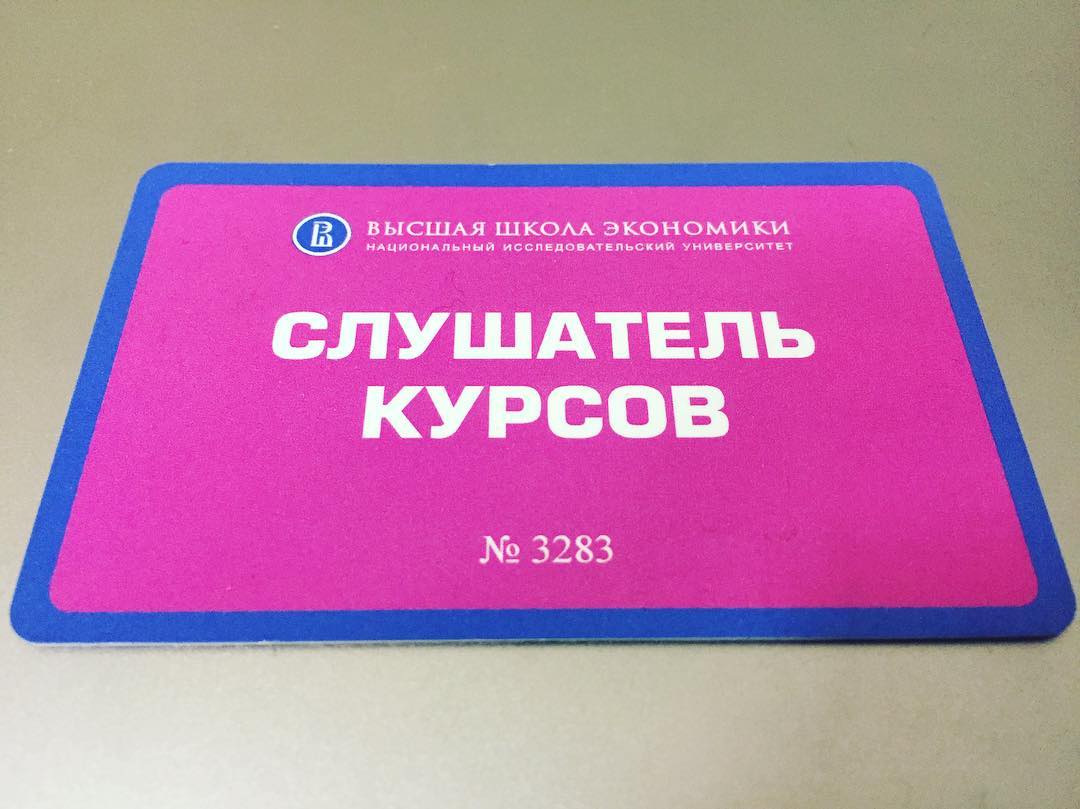 ВЫСШАЯ ШКОЛА ЭКОНОМИКИ
НАЦИОНАЛЬНЫЙ ИССЛЕДОВАТЕЛЬСКИЙ УНИВЕРСИТЕТ
СЛУШАТЕЛЬ
КУРСОВ
№ 3283